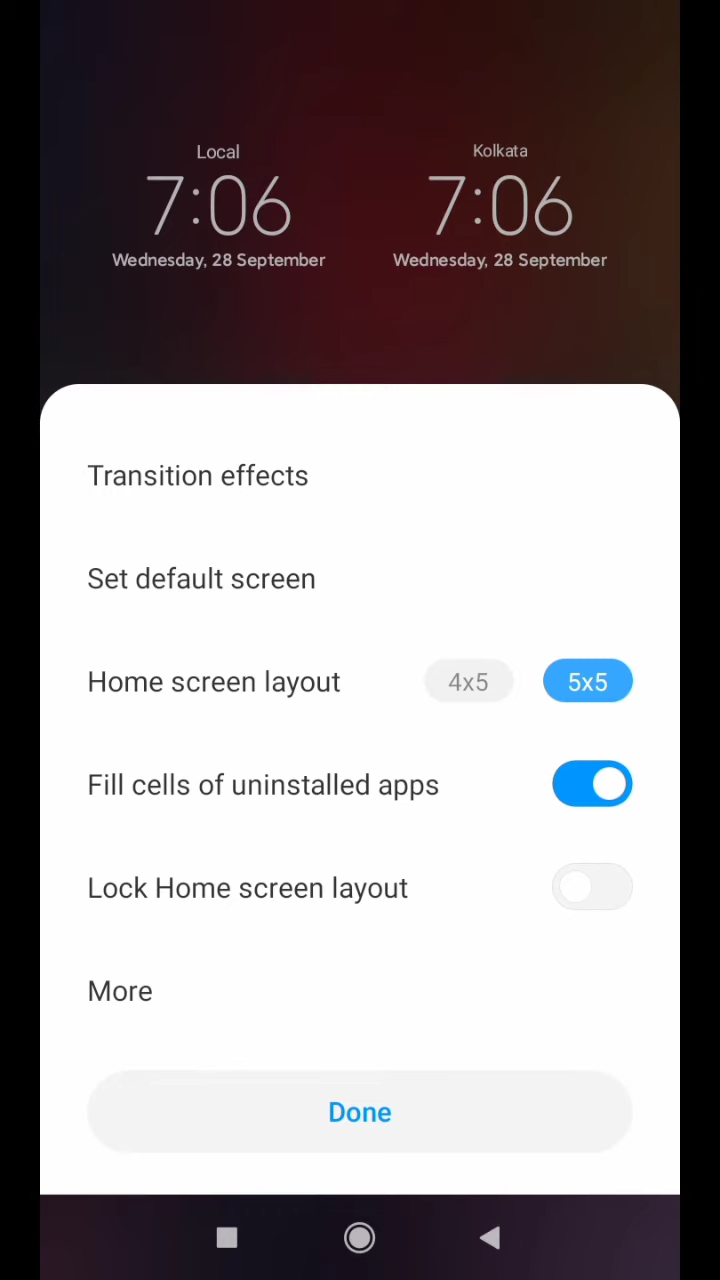 Local
Kolkata
7:06
7:06
Wednesday, 28 September
Wednesday, 28 September
Transition effects
Set default screen
Home screen layout
4x5
5x5
Fill cells of uninstalled apps
Lock Home screen layout
More
Done